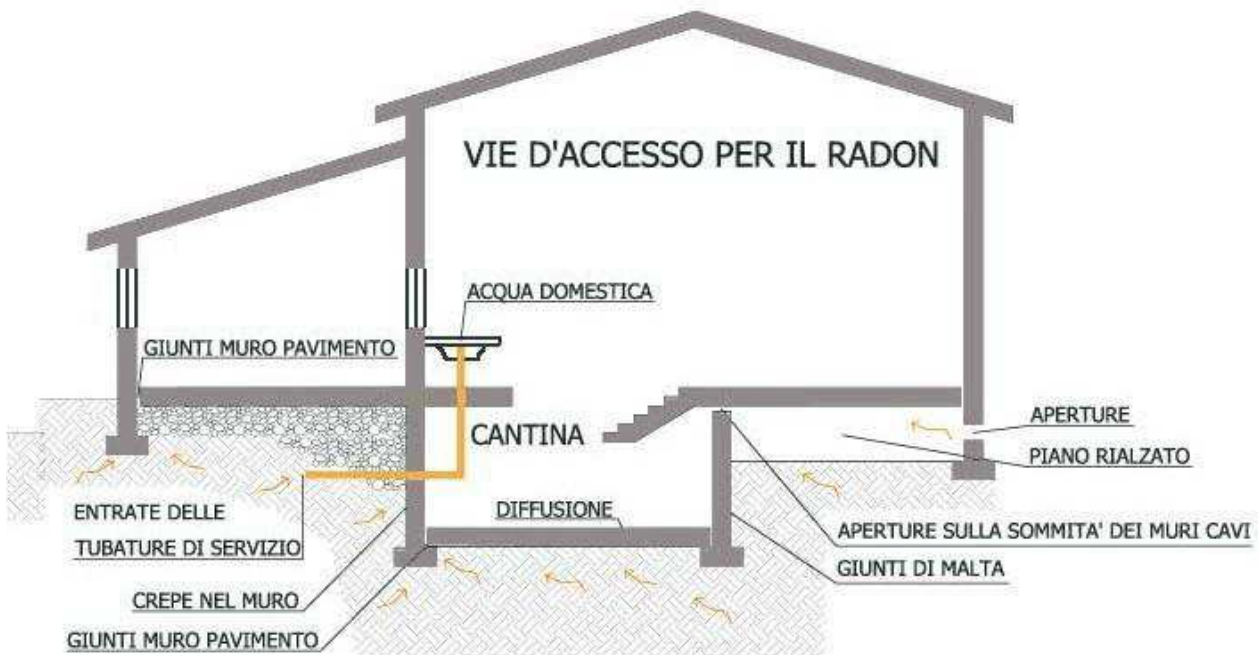 VIE D'ACCESSO PER IL RADON
ACQUA DOMESTICA
GIUNTI MURO PAVIMENTO
CANTINA
APERTURE
PIANO RIALZATO
ENTRATE DELLE
TUBATURE DI SERVIZIO
DIFFUSIONE
APERTURE SULLA SOMMITA' DEI MURI CAVI
GIUNTI DI MALTA
CREPE NEL MURO
GIUNTI MURO PAVIMENTO